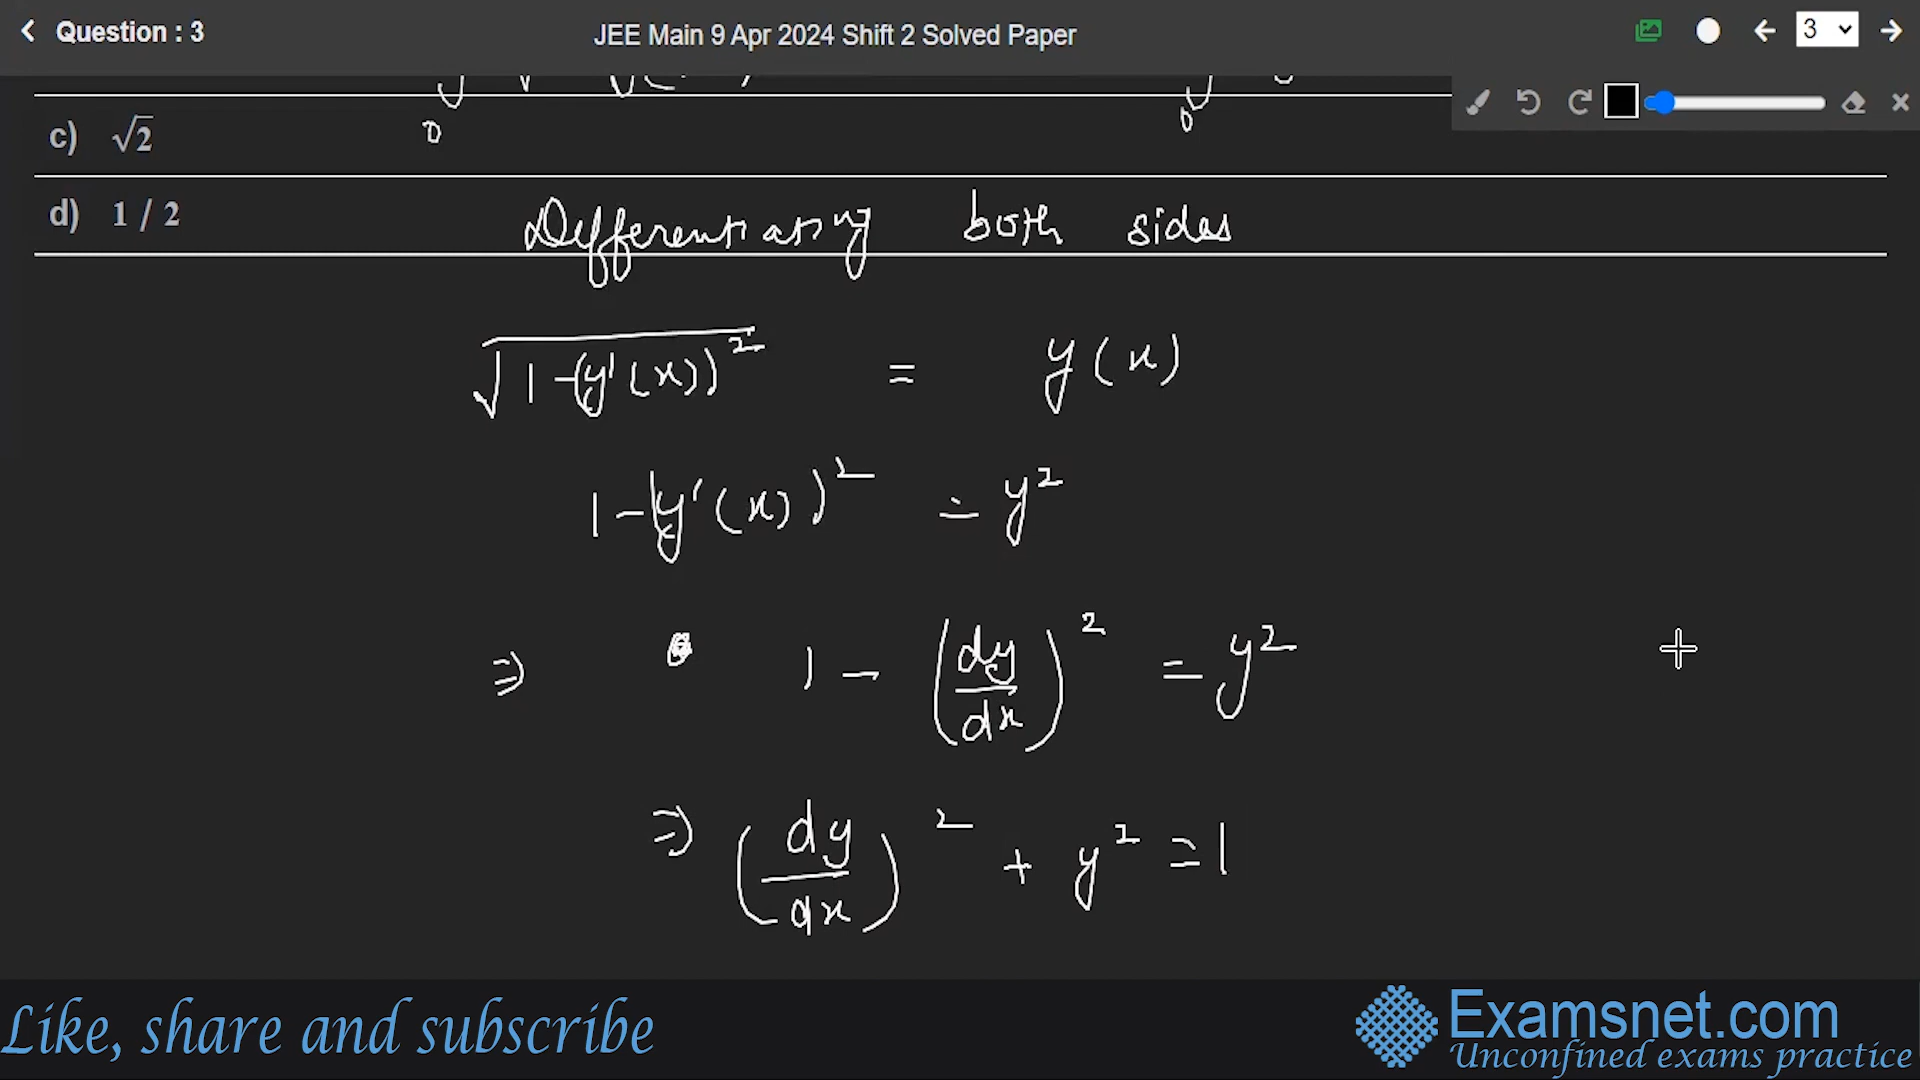 Question : 3
JEE Main 9 Apr 2024 Shift 2 Solved Paper
3
0
0
c) √2
d) 1 / 2
Differentiating both sides
√(1-(y'(x))² = y(x)
1-(y'(x))² = y²
⇒ 1 - (dy/dx)² = y²
⇒ (dy/dx)² + y² = 1
Like, share and subscribe
Examsnet.com
Unconfined exams practice